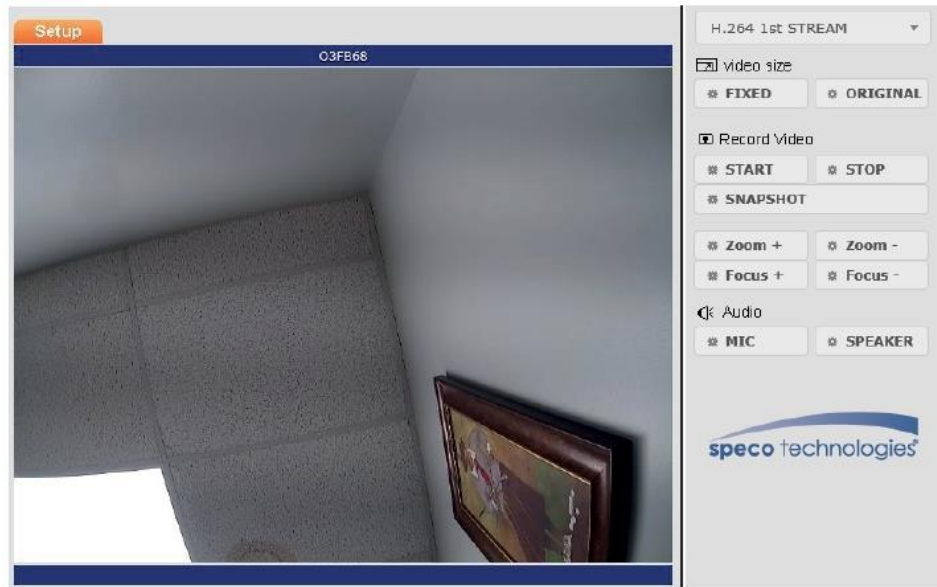 Setup
O3FB68
H.264 1st STREAM
video size
FIXED
ORIGINAL
Record Video
START
STOP
SNAPSHOT
Zoom +
Zoom -
Focus +
Focus -
Audio
MIC
SPEAKER
speco technologies®